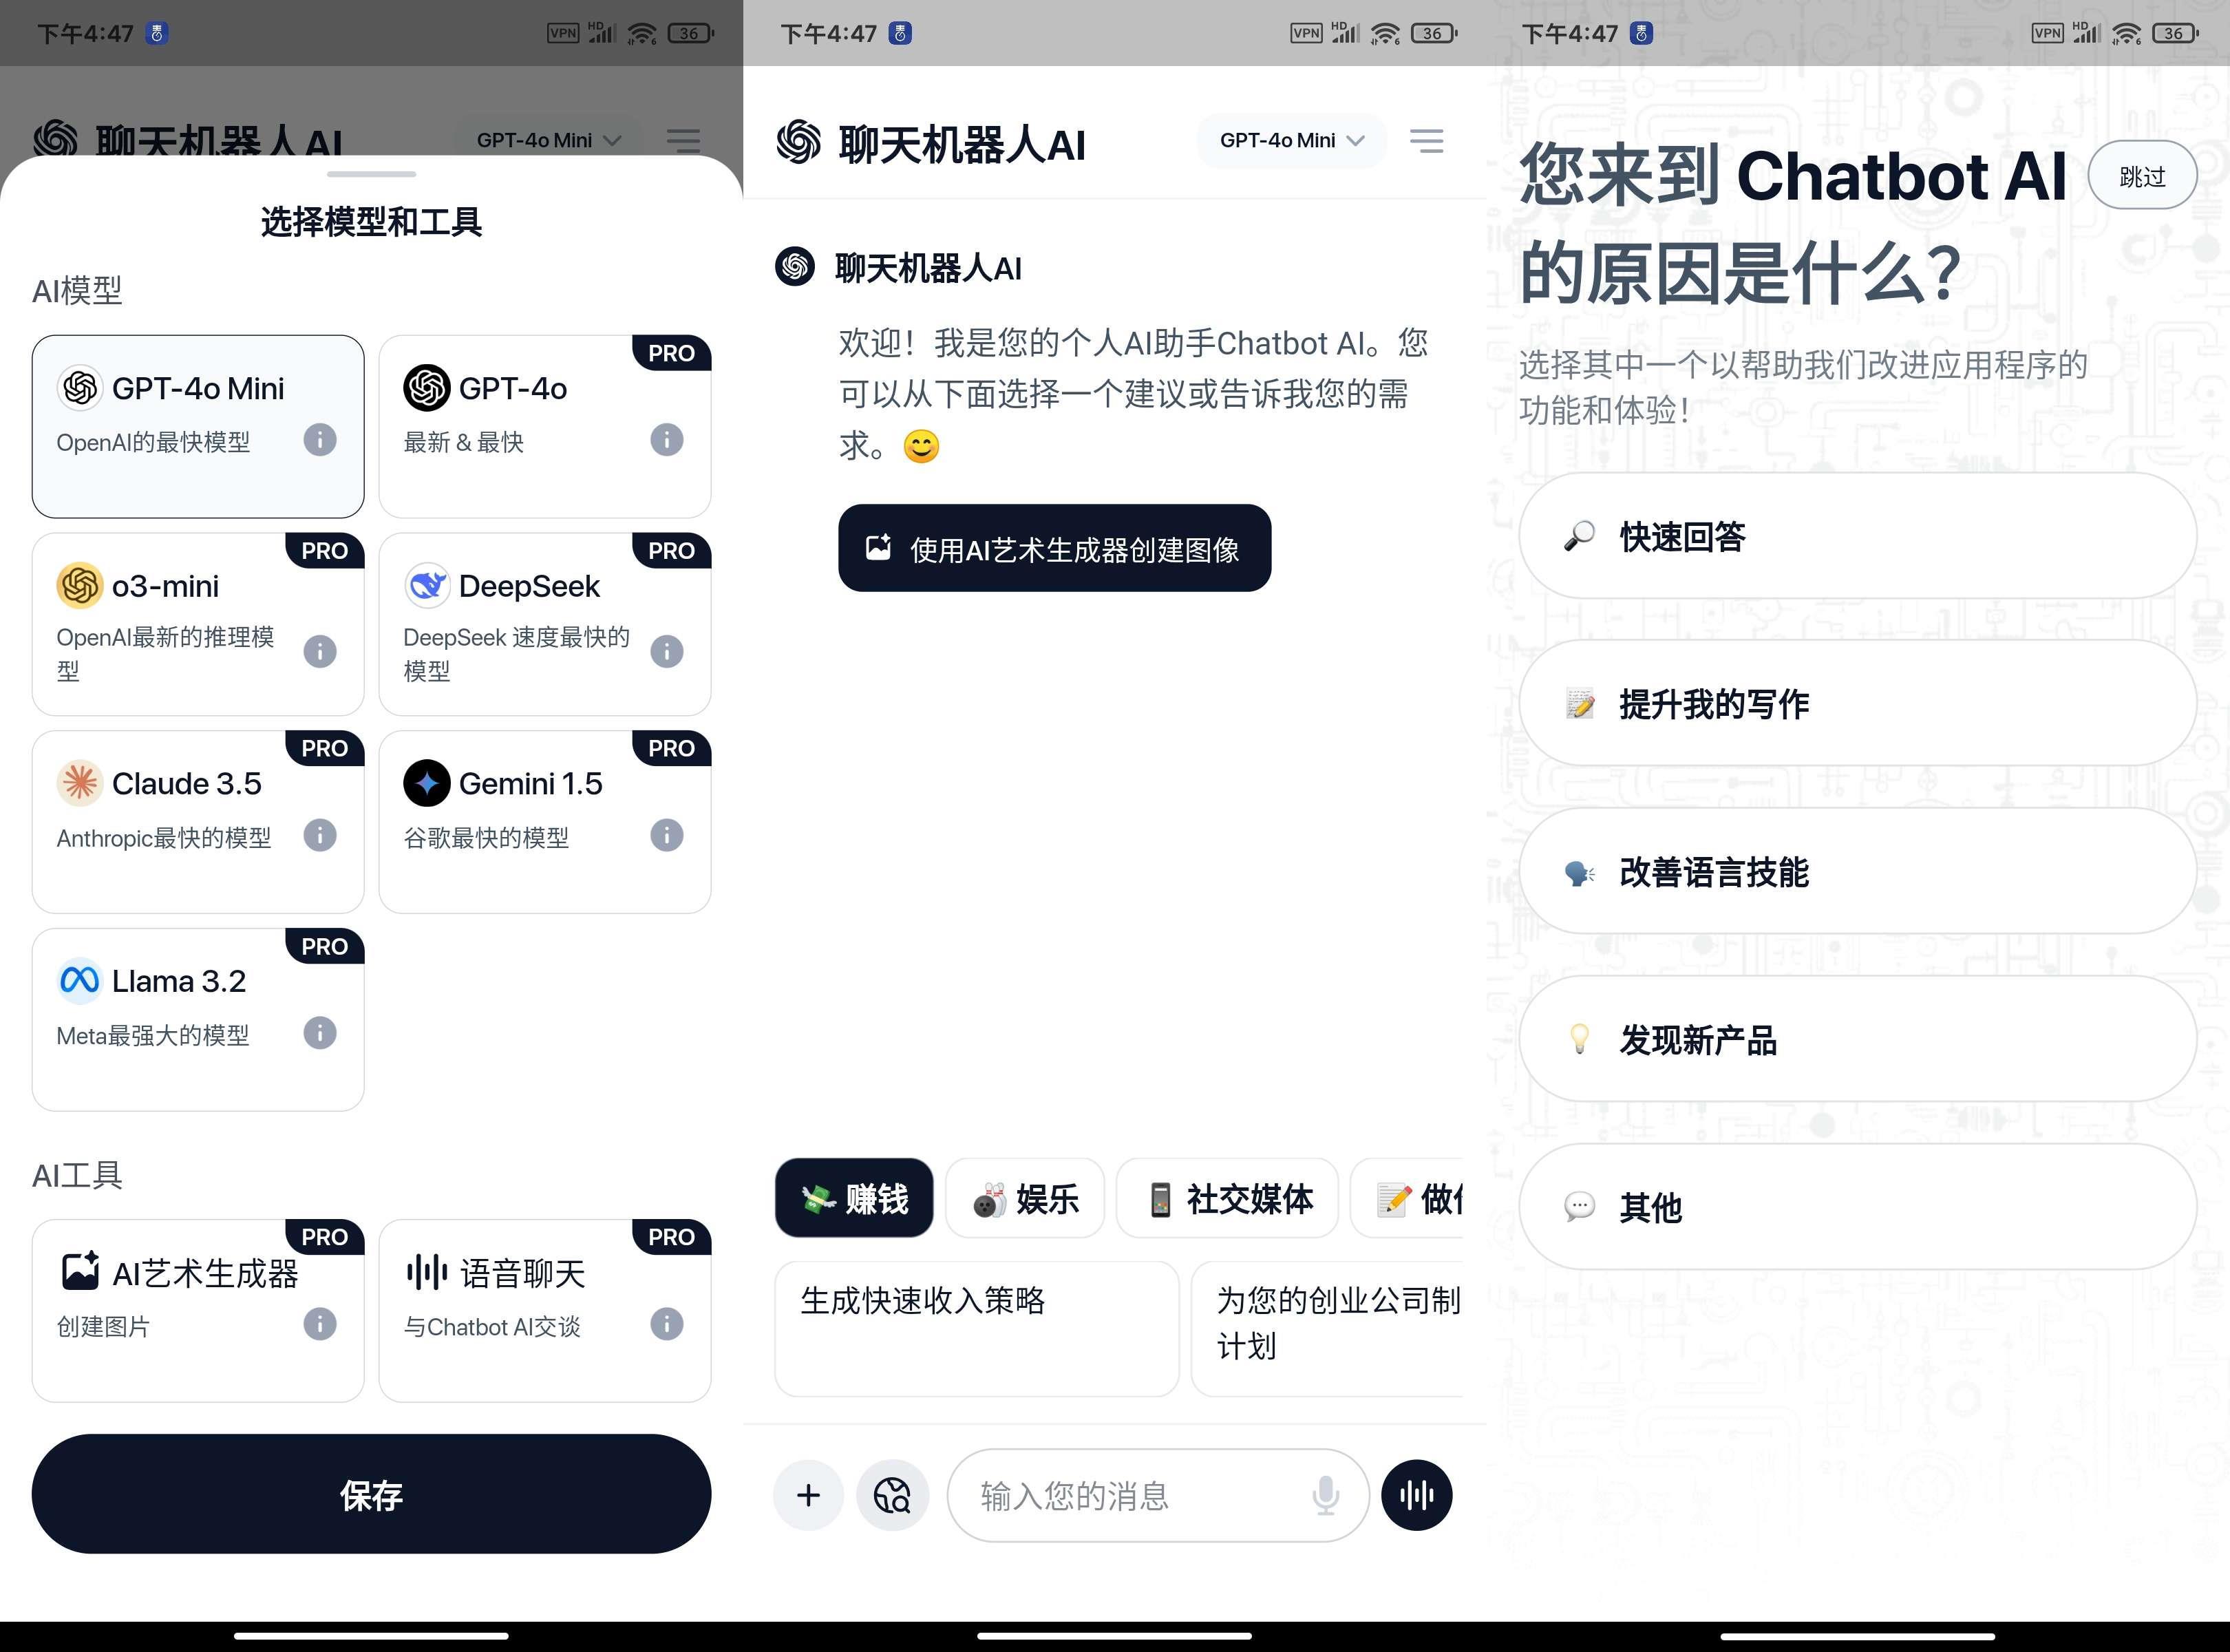 下午4:47
VPN
HD
6
36
聊天机器人AI
GPT-4o Mini
选择模型和工具
AI模型
GPT-4o Mini
OpenAI的最快模型
PRO
GPT-4o
最新 & 最快
PRO
o3-mini
OpenAI最新的推理模
型
PRO
DeepSeek
DeepSeek 速度最快的
模型
PRO
Claude 3.5
Anthropic最快的模型
PRO
Gemini 1.5
谷歌最快的模型
PRO
Llama 3.2
Meta最强大的模型
AI工具
PRO
AI艺术生成器
创建图片
PRO
语音聊天
与Chatbot AI交谈
保存
下午4:47
VPN
HD
6
36
聊天机器人AI
GPT-4o Mini
聊天机器人AI
欢迎！我是您的个人AI助手Chatbot AI。您
可以从下面选择一个建议或告诉我您的需
求。😊
使用AI艺术生成器创建图像
赚钱
娱乐
社交媒体
生成快速收入策略
为您的创业公司制
计划
输入您的消息
下午4:47
VPN
HD
6
36
您来到 Chatbot AI
的原因是什么？
跳过
选择其中一个以帮助我们改进应用程序的
功能和体验！
快速回答
提升我的写作
改善语言技能
发现新产品
其他